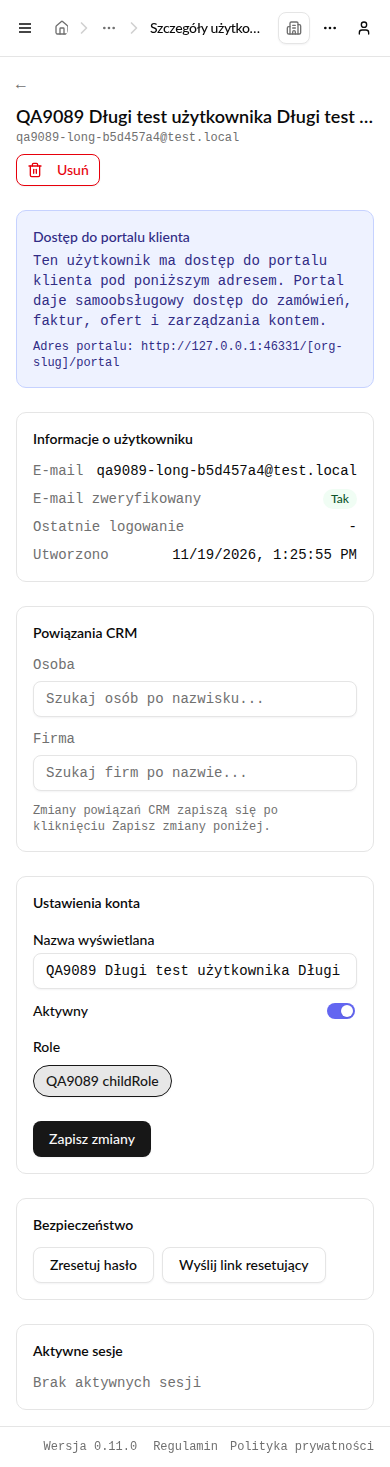 Szczegóły użytko...
←
QA9089 Długi test użytkownika Długi test ...
qa9089-long-b5d457a4@test.local
Usuń
Dostęp do portalu klienta
Ten użytkownik ma dostęp do portalu
klienta pod poniższym adresem. Portal
daje samoobsługowy dostęp do zamówień,
faktur, ofert i zarządzania kontem.
Adres portalu: http://127.0.0.1:46331/[org-
slug]/portal
Informacje o użytkowniku
E-mail qa9089-long-b5d457a4@test.local
E-mail zweryfikowany Tak
Ostatnie logowanie -
Utworzono 11/19/2026, 1:25:55 PM
Powiązania CRM
Osoba
Szukaj osób po nazwisku...
Firma
Szukaj firm po nazwie...
Zmiany powiązań CRM zapiszą się po
kliknięciu Zapisz zmiany poniżej.
Ustawienia konta
Nazwa wyświetlana
QA9089 Długi test użytkownika Długi
Aktywny
Role
QA9089 childRole
Zapisz zmiany
Bezpieczeństwo
Zresetuj hasło Wyślij link resetujący
Aktywne sesje
Brak aktywnych sesji
Wersja 0.11.0 Regulamin Polityka prywatności